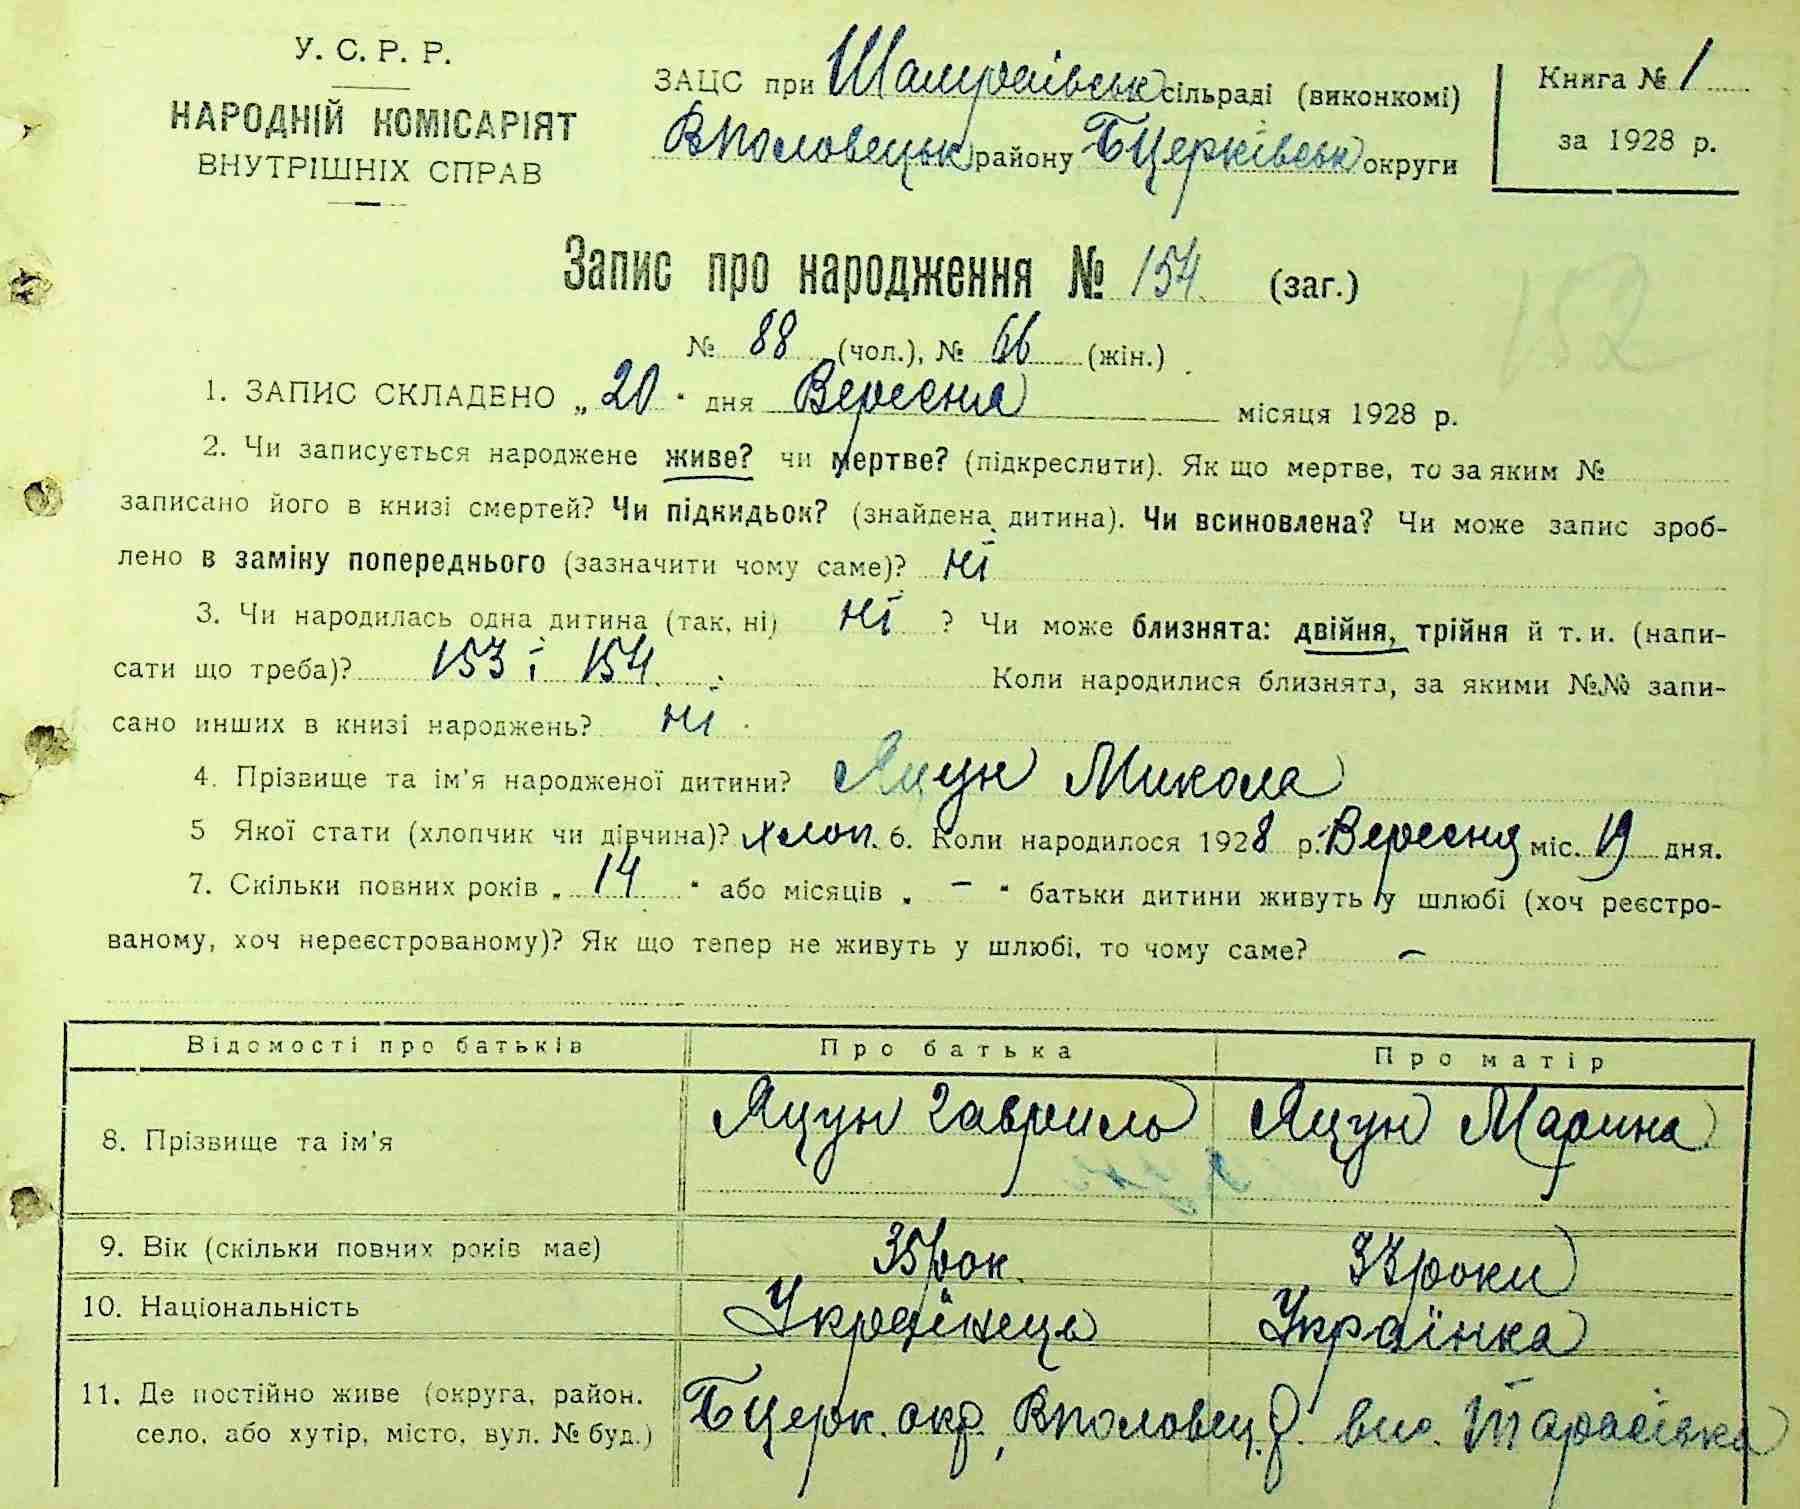 У. С. Р. Р.
НАРОДНІЙ КОМІСАРІЯТ
ВНУТРІШНІХ СПРАВ
ЗАЦС при Шамраївськ сільраді (виконкомі)
ВПоловецьк району БЦерківськ округи
Книга № 1
за 1928 р.
Запис про народження № 154 (заг.)
152
№ 88 (чол.), № 66 (жін.)
1. ЗАПИС СКЛАДЕНО „ 20 " дня Вересня місяця 1928 р.
2. Чи записується народжене живе? чи мертве? (підкреслити). Як що мертве, то за яким №
записано його в книзі смертей? Чи підкидьок? (знайдена дитина). Чи всиновлена? Чи може запис зроб-
лено в заміну попереднього (зазначити чому саме)? ні
3. Чи народилась одна дитина (так, ні) ні ? Чи може близнята: двійня, трійня й т. и. (напи-
сати що треба)? 153 і 154. Коли народилися близнята, за якими №№ запи-
сано инших в книзі народжень? ні
4. Прізвище та ім'я народженої дитини? Яцун Микола
5 Якої стати (хлопчик чи дівчина)? хлоп. 6. Коли народилося 1928 р. Вересня міс. 19 дня.
7. Скільки повних років „ 14 " або місяців „ – " батьки дитини живуть у шлюбі (хоч реєстро-
ваному, хоч нереєстрованому)? Як що тепер не живуть у шлюбі, то чому саме? –
Відомості про батьків Про батька Про матір
8. Прізвище та ім'я Яцун Гаврило Яцун Марина
9. Вік (скільки повних років має) 35 рок. 33 роки
10. Національність Українець Українка
11. Де постійно живе (округа, район.
село, або хутір, місто, вул. № буд.) БЦерк. окр., ВПоловец. р. вис. Тарасівка